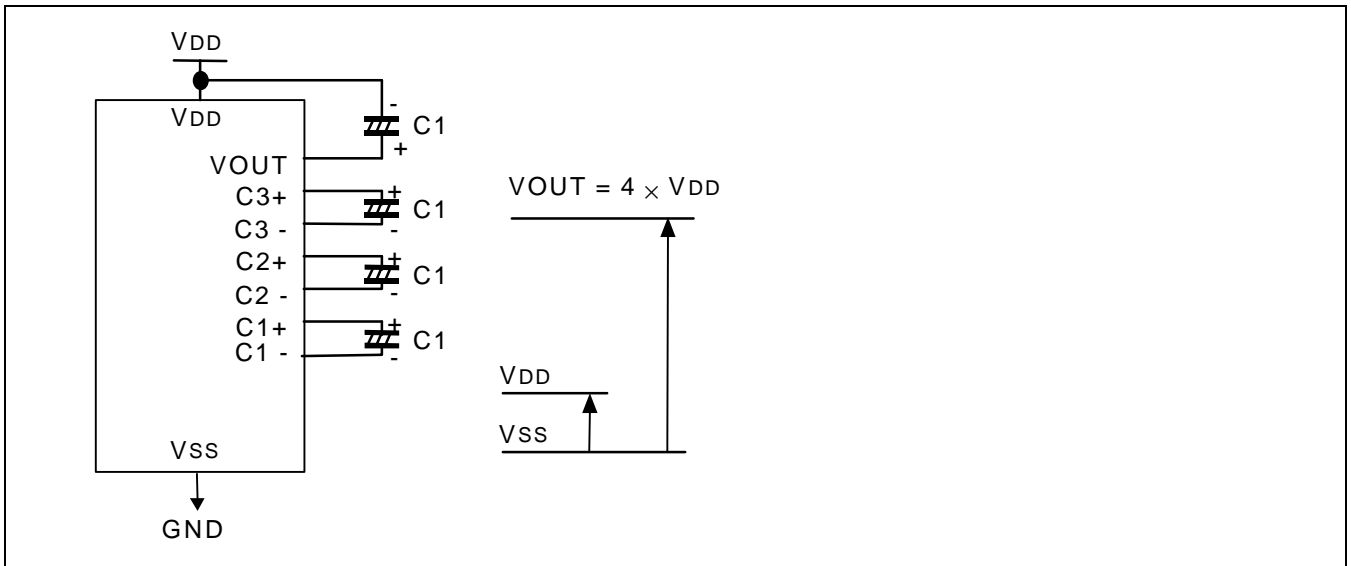 VDD
VDD
- C1
+
VOUT
C3+ + C1
C3 - -
C2+ + C1
C2 - -
C1+ + C1
C1 - -
VSS
GND
VOUT = 4 × VDD
VDD
VSS